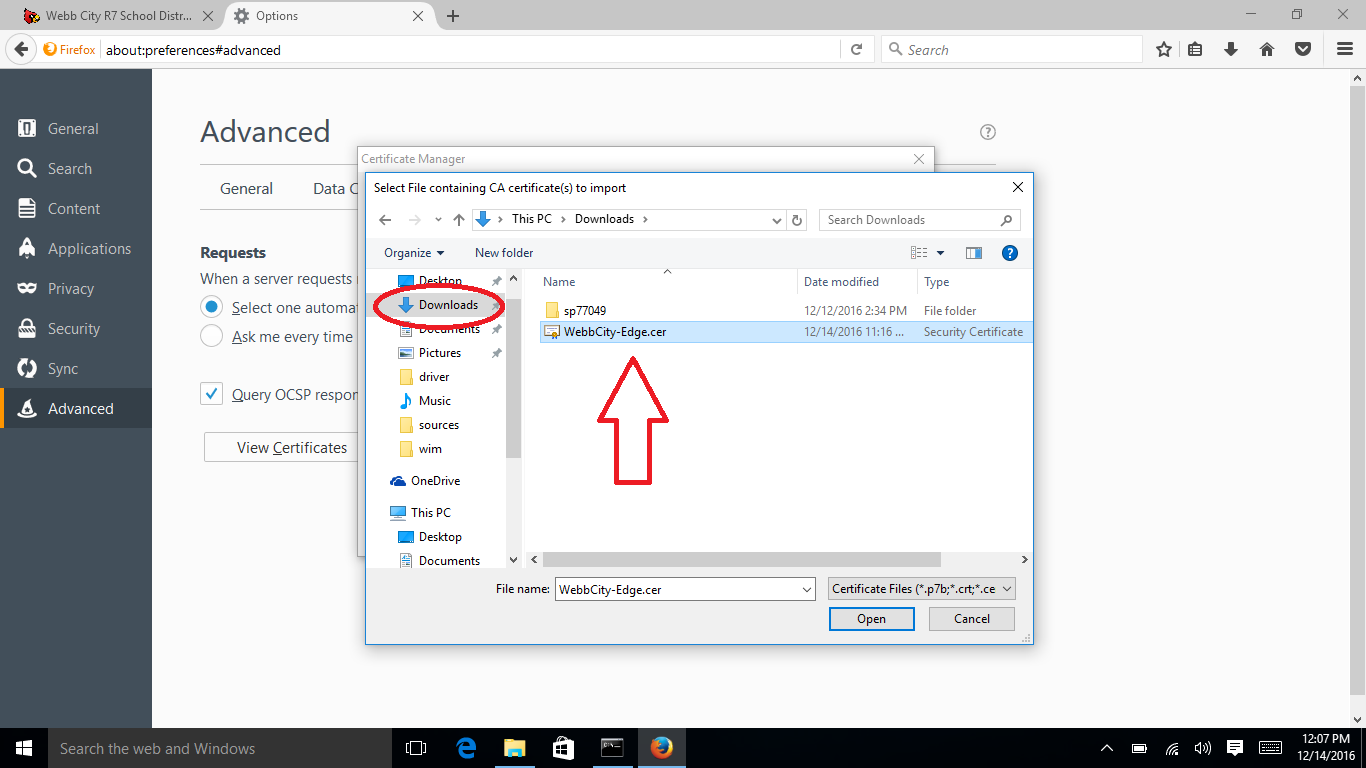 Webb City R7 School Distr...
Options
Firefox
about:preferences#advanced
Search
General
Search
Content
Applications
Privacy
Security
Sync
Advanced
Advanced
General
Data C
Requests
When a server requests
Select one automa
Ask me every time
Query OCSP respon
View Certificates
Certificate Manager
Select File containing CA certificate(s) to import
This PC > Downloads >
Search Downloads
Organize
New folder
Desktop
Downloads
Documents
Pictures
driver
Music
sources
wim
OneDrive
This PC
Desktop
Documents
Name Date modified Type
sp77049 12/12/2016 2:34 PM File folder
WebbCity-Edge.cer 12/14/2016 11:16 ... Security Certificate
File name: WebbCity-Edge.cer Certificate Files (*.p7b;*.crt;*.ce
Open Cancel
Search the web and Windows
12:07 PM
12/14/2016